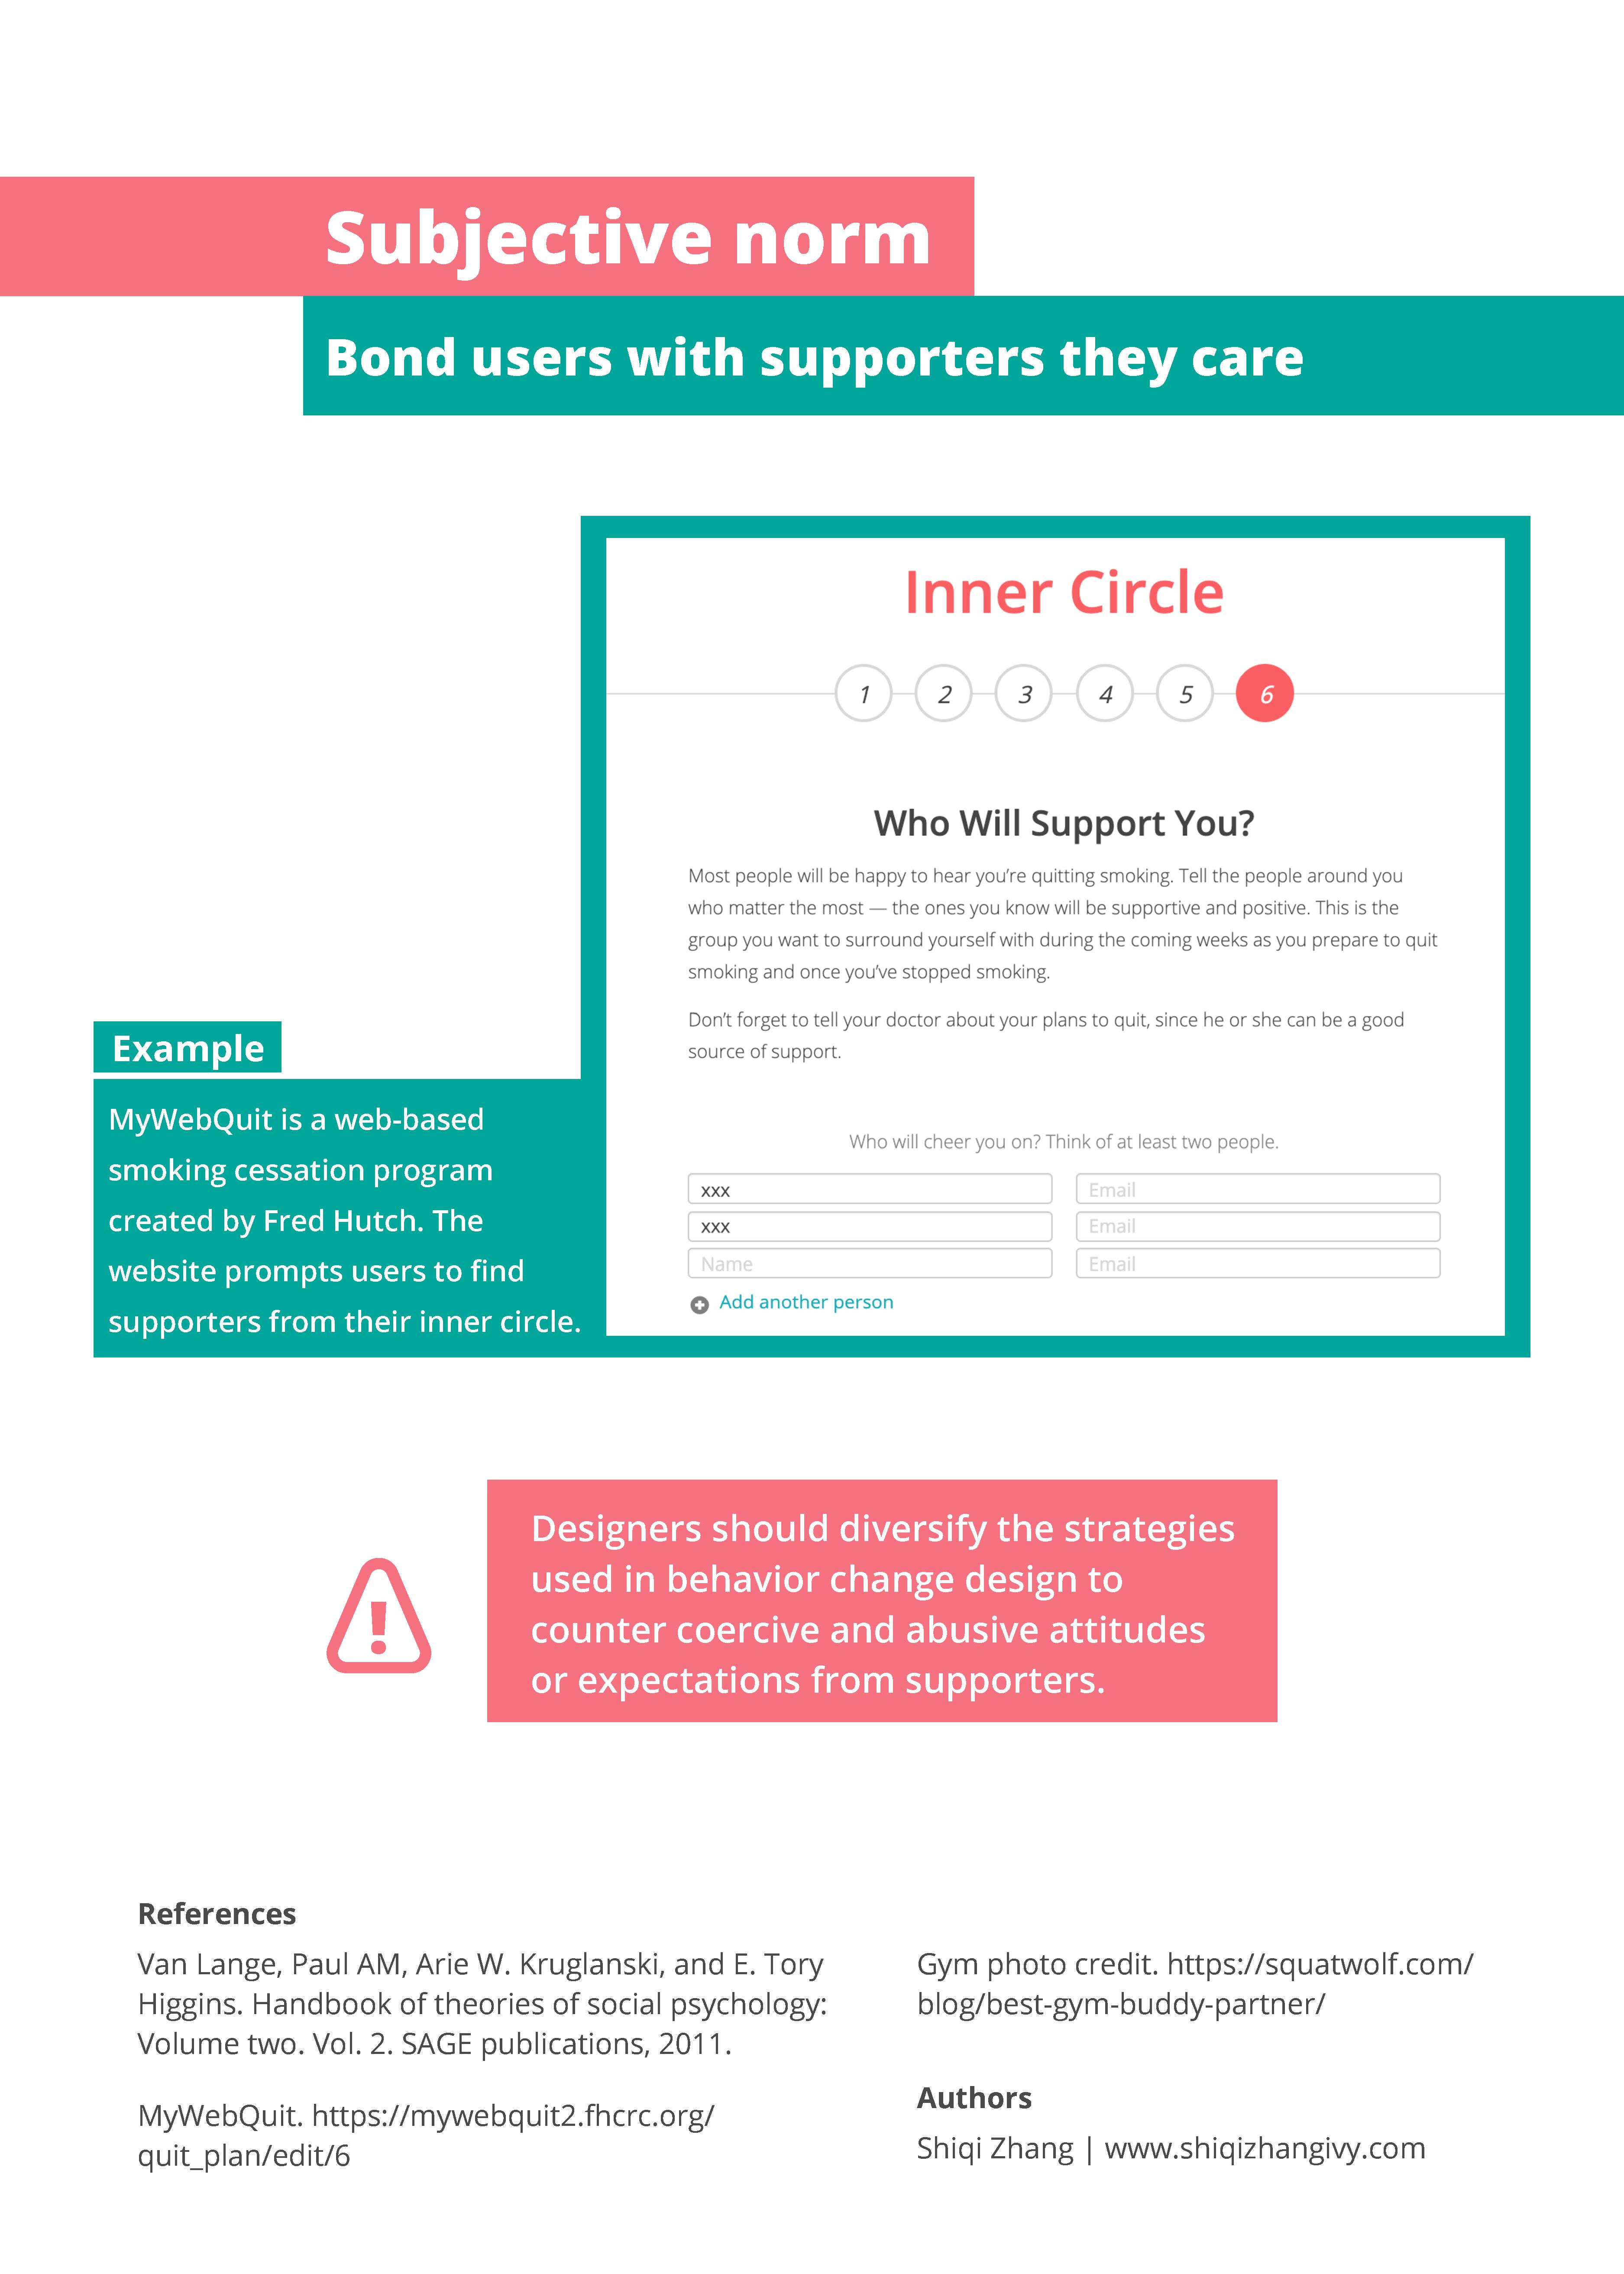 Subjective norm
Bond users with supporters they care
Inner Circle
1 2 3 4 5 6
Who Will Support You?
Most people will be happy to hear you’re quitting smoking. Tell the people around you
who matter the most — the ones you know will be supportive and positive. This is the
group you want to surround yourself with during the coming weeks as you prepare to quit
smoking and once you’ve stopped smoking.
Don’t forget to tell your doctor about your plans to quit, since he or she can be a good
source of support.
Who will cheer you on? Think of at least two people.
xxx Email
xxx Email
Name Email
Add another person
Example
MyWebQuit is a web-based
smoking cessation program
created by Fred Hutch. The
website prompts users to find
supporters from their inner circle.
!
Designers should diversify the strategies
used in behavior change design to
counter coercive and abusive attitudes
or expectations from supporters.
References
Van Lange, Paul AM, Arie W. Kruglanski, and E. Tory
Higgins. Handbook of theories of social psychology:
Volume two. Vol. 2. SAGE publications, 2011.
MyWebQuit. https://mywebquit2.fhcrc.org/
quit_plan/edit/6
Gym photo credit. https://squatwolf.com/
blog/best-gym-buddy-partner/
Authors
Shiqi Zhang | www.shiqizhangivy.com